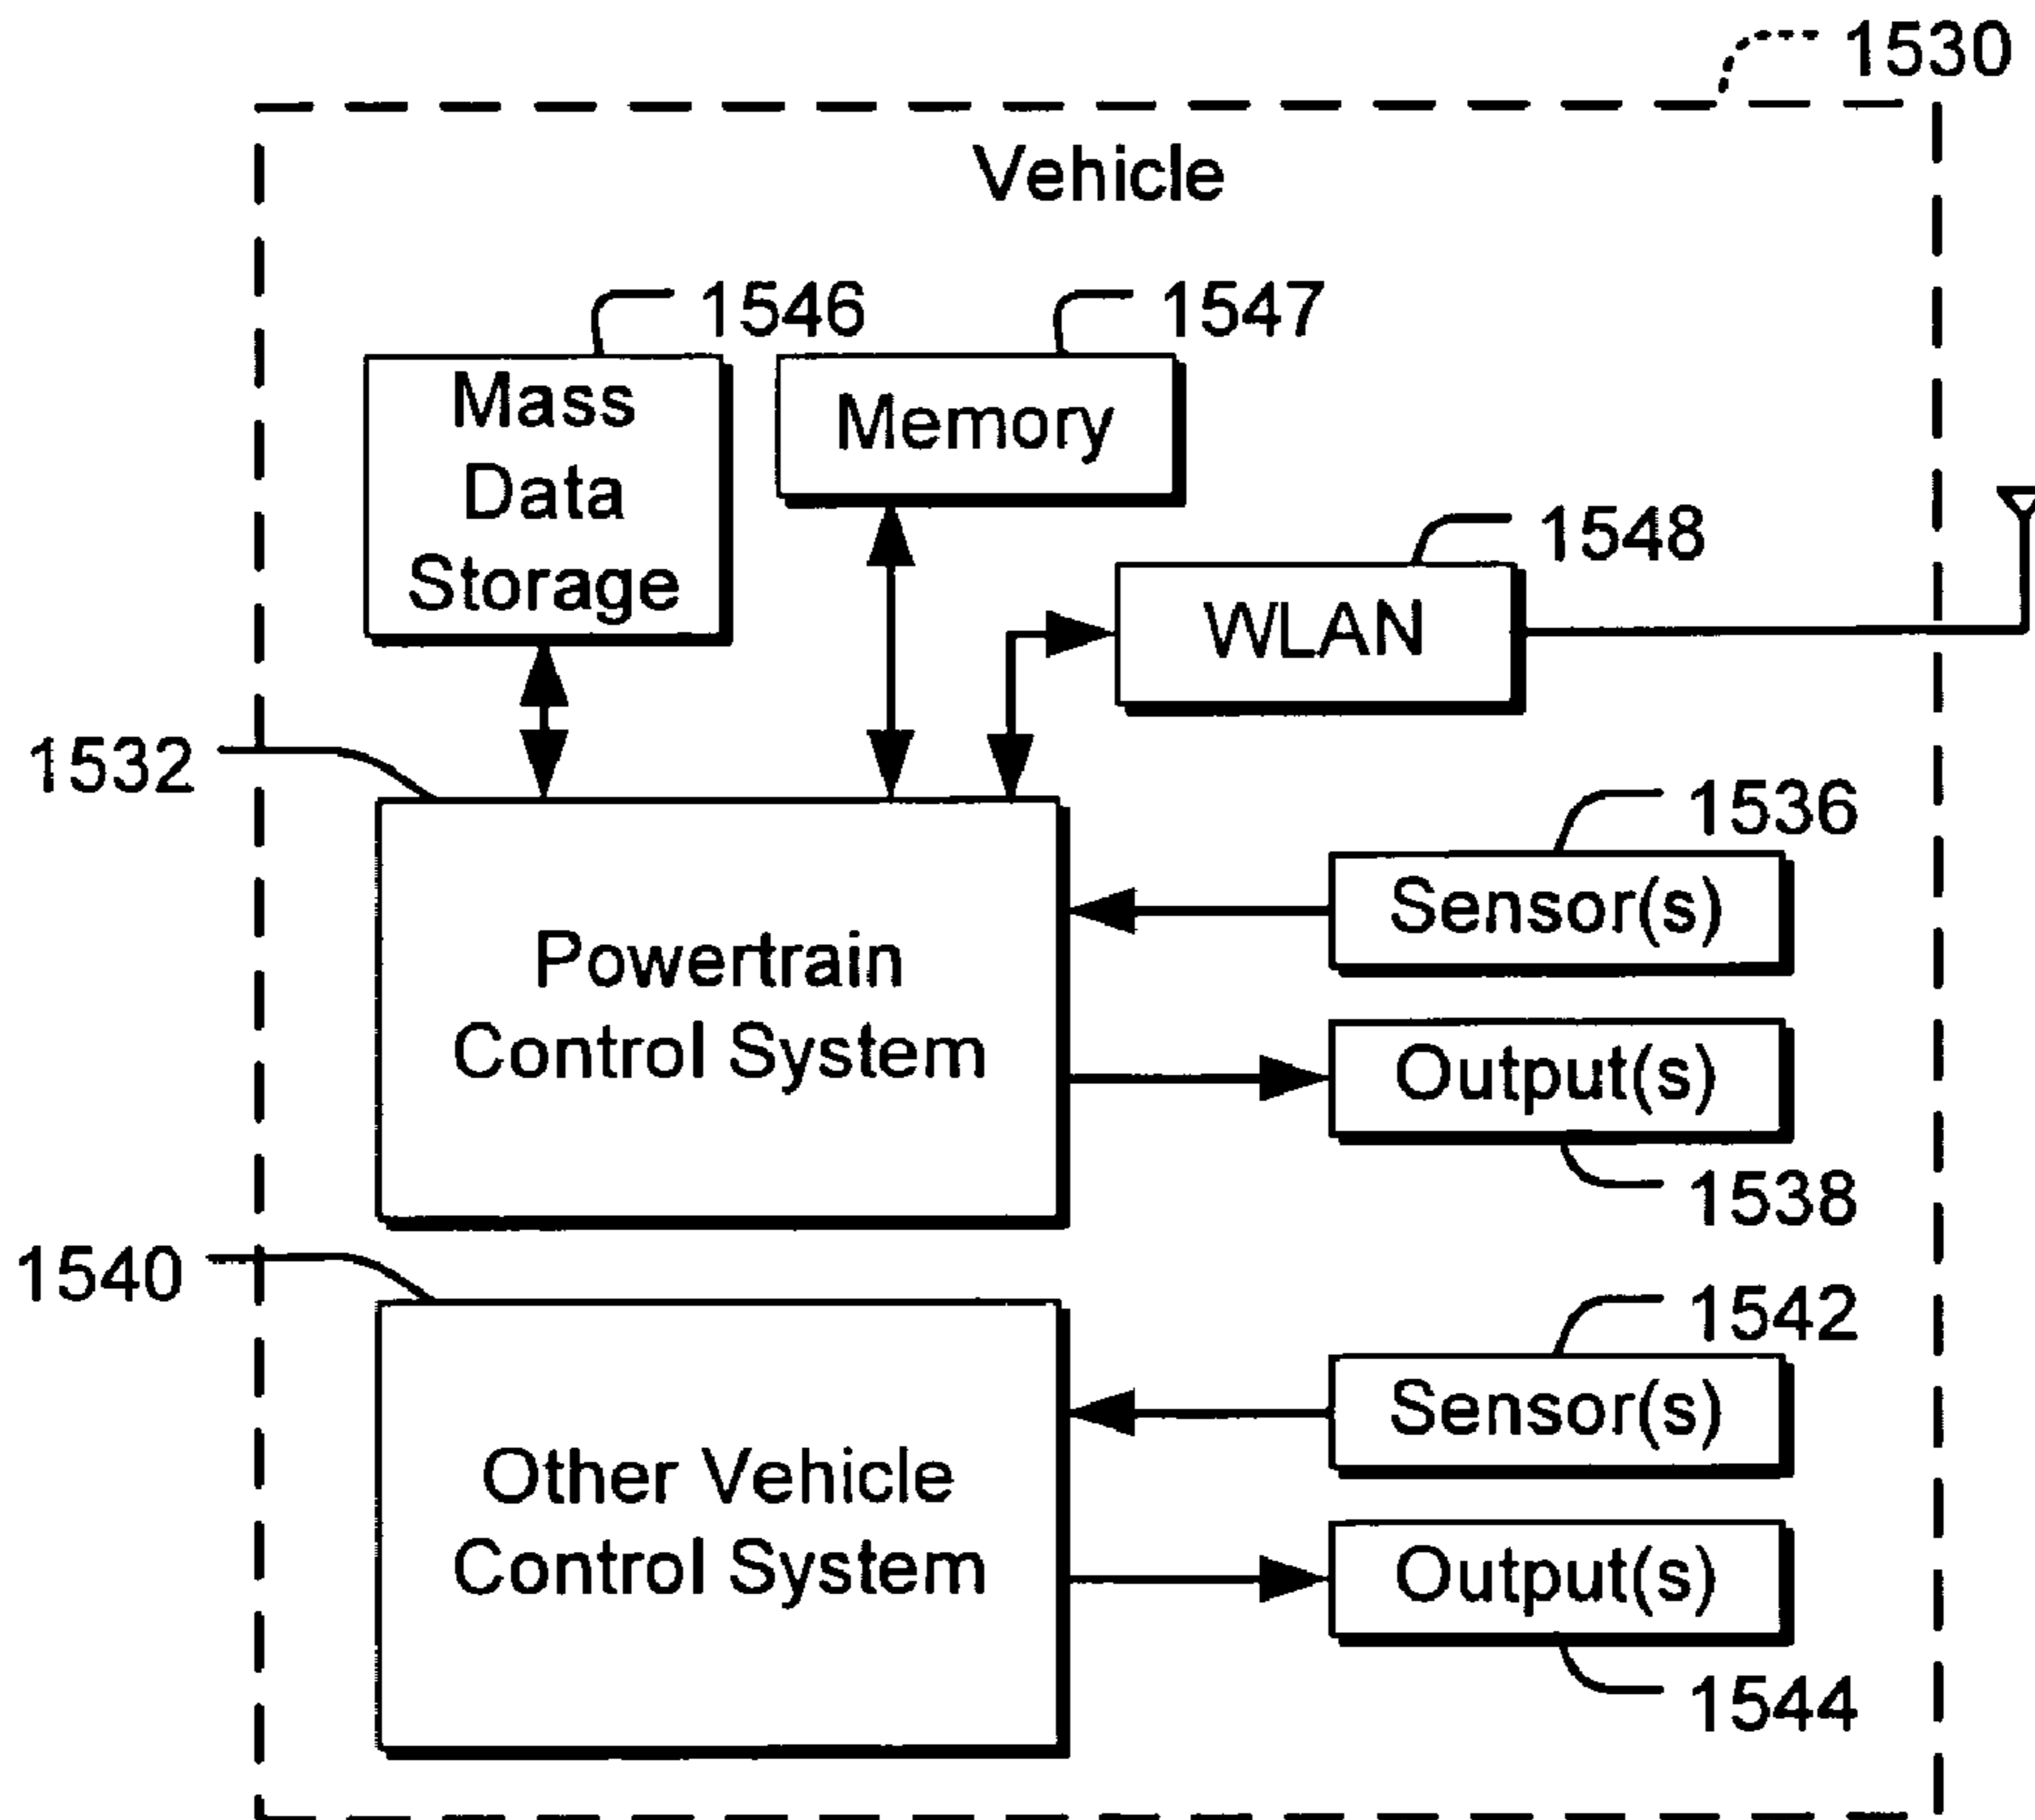 1530
Vehicle
1546
1547
Mass
Data
Storage
Memory
1548
WLAN
1532
1536
Sensor(s)
Powertrain
Control System
Output(s)
1538
1540
1542
Sensor(s)
Other Vehicle
Control System
Output(s)
1544